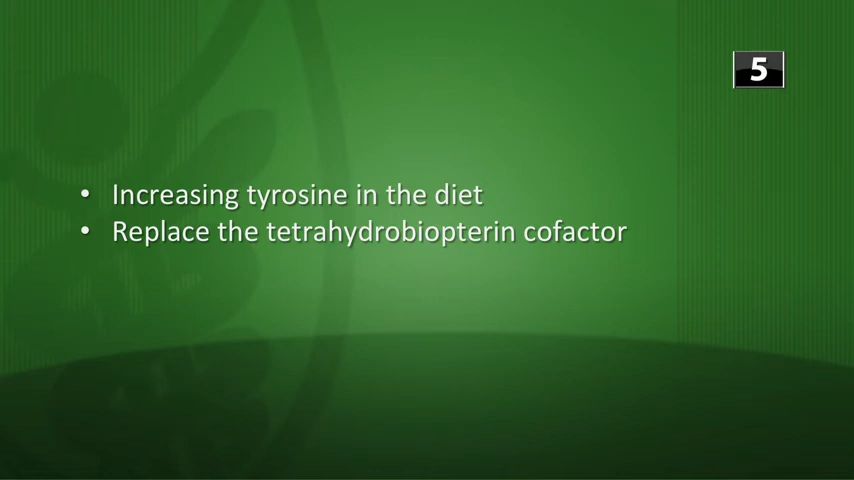 5
• Increasing tyrosine in the diet
• Replace the tetrahydrobiopterin cofactor